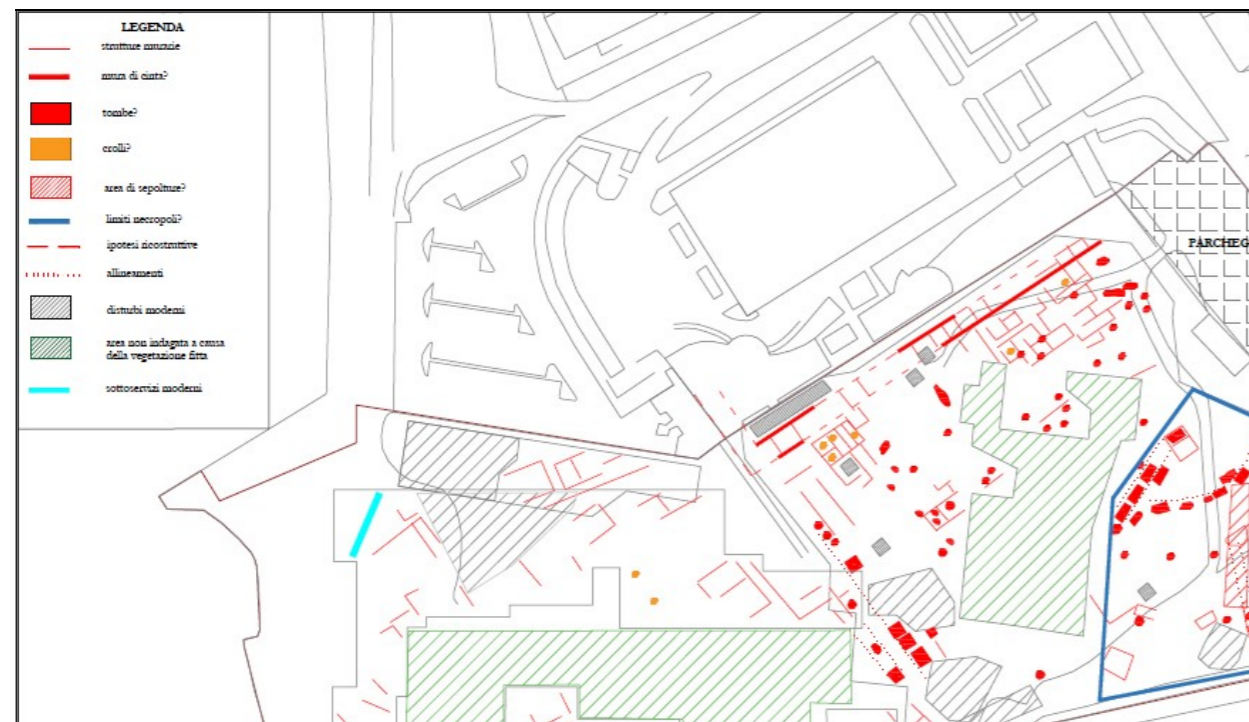 LEGENDA
strutture murarie
mura di cinta?
tombe?
crolli?
area di sepolture?
limiti necropoli?
ipotesi ricostruttive
allineamenti
disturbi moderni
area non indagata a causa
della vegetazione fitta
sottoservizi moderni
PARCHEG